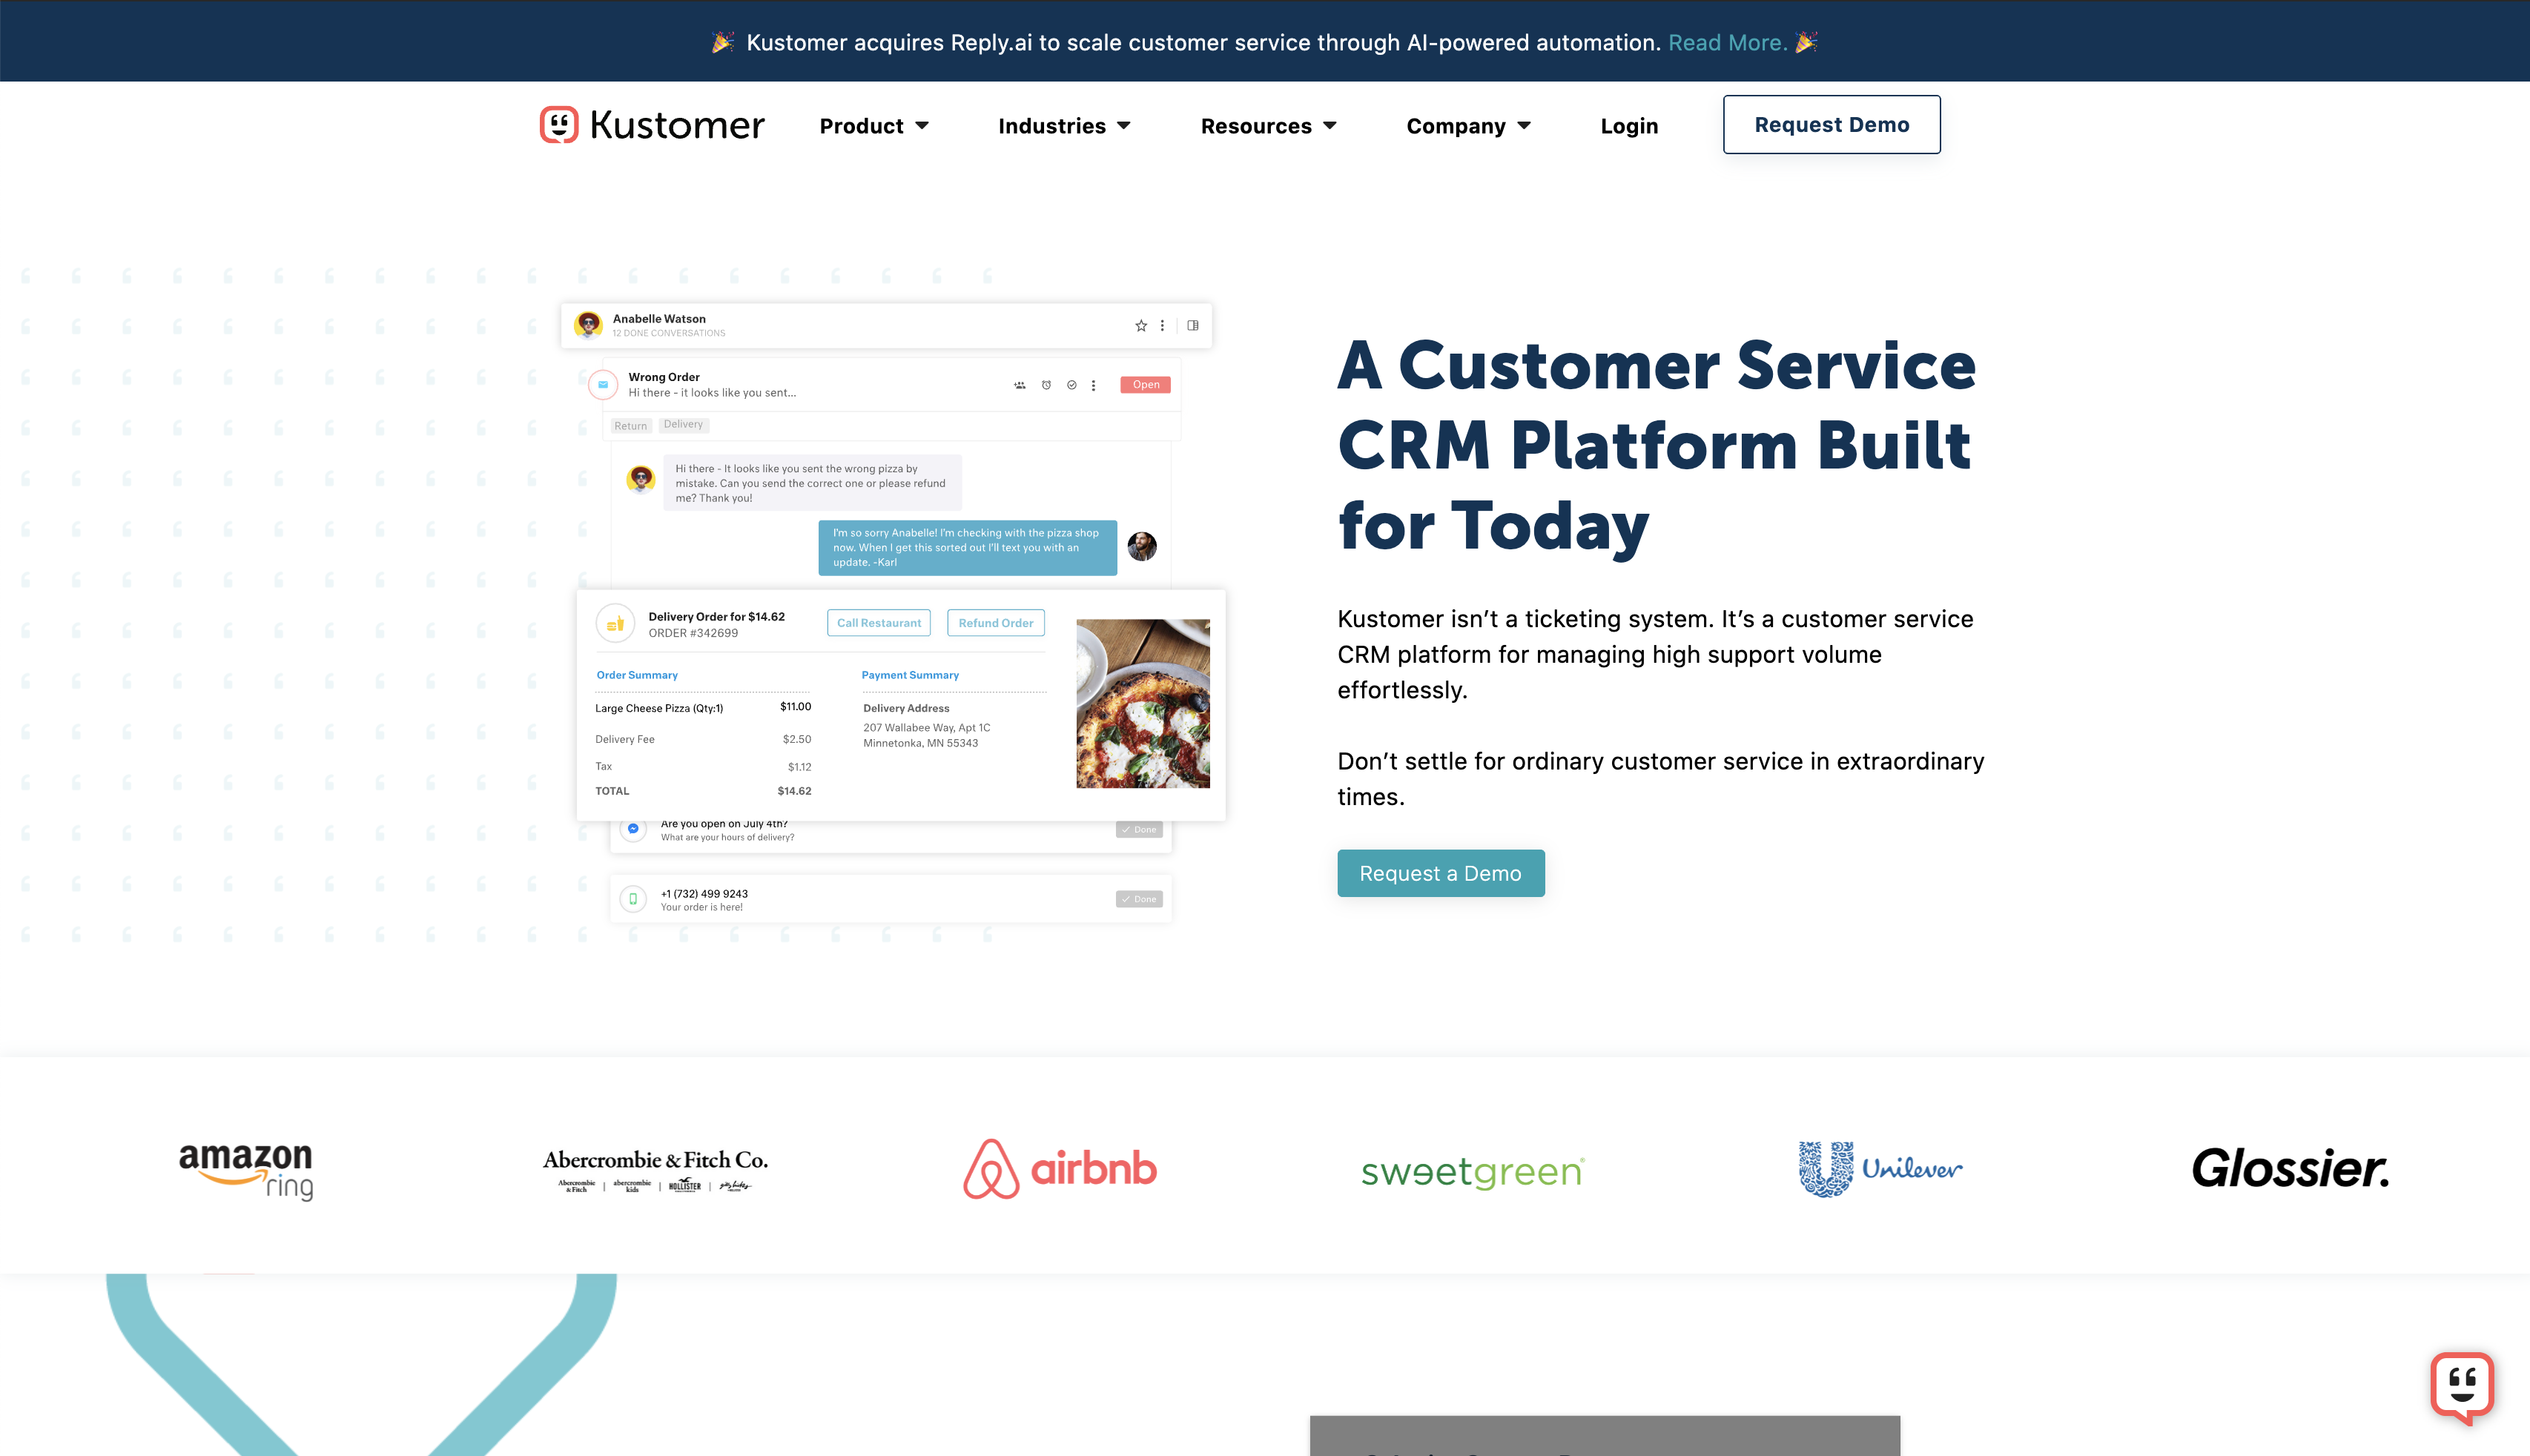 🎉 Kustomer acquires Reply.ai to scale customer service through AI-powered automation. Read More. 🎉
Kustomer
Product
Industries
Resources
Company
Login
Request Demo
Anabelle Watson
12 DONE CONVERSATIONS
Wrong Order
Hi there - it looks like you sent...
Open
Return
Delivery
Hi there - It looks like you sent the wrong pizza by
mistake. Can you send the correct one or please refund
me? Thank you!
I'm so sorry Anabelle! I'm checking with the pizza shop
now. When I get this sorted out I'll text you with an
update. -Karl
Delivery Order for $14.62
ORDER #342699
Call Restaurant
Refund Order
Order Summary
Large Cheese Pizza (Qty:1) $11.00
Delivery Fee $2.50
Tax $1.12
TOTAL $14.62
Payment Summary
Delivery Address
207 Wallabee Way, Apt 1C
Minnetonka, MN 55343
Are you open on July 4th?
What are your hours of delivery?
Done
+1 (732) 499 9243
Your order is here!
Done
A Customer Service
CRM Platform Built
for Today
Kustomer isn't a ticketing system. It's a customer service
CRM platform for managing high support volume
effortlessly.
Don't settle for ordinary customer service in extraordinary
times.
Request a Demo
amazon
ring
Abercrombie & Fitch Co.
Abercrombie
& Fitch
abercrombie
kids
HOLLISTER
airbnb
sweetgreen
Unilever
Glossier.